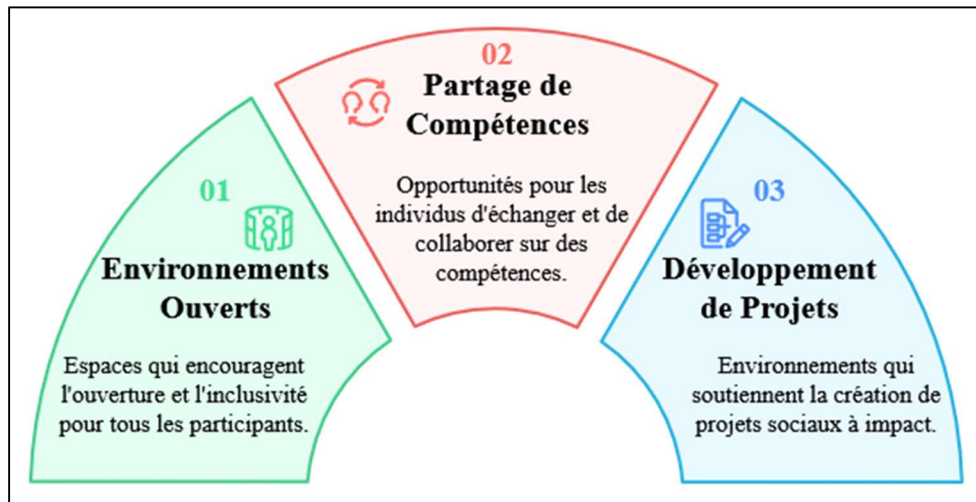 01
Environnements
Ouverts
Espaces qui encouragent
l'ouverture et l'inclusivité
pour tous les participants.
02
Partage de
Compétences
Opportunités pour les
individus d'échanger et de
collaborer sur des
compétences.
03
Développement
de Projets
Environnements qui
soutiennent la création de
projets sociaux à impact.